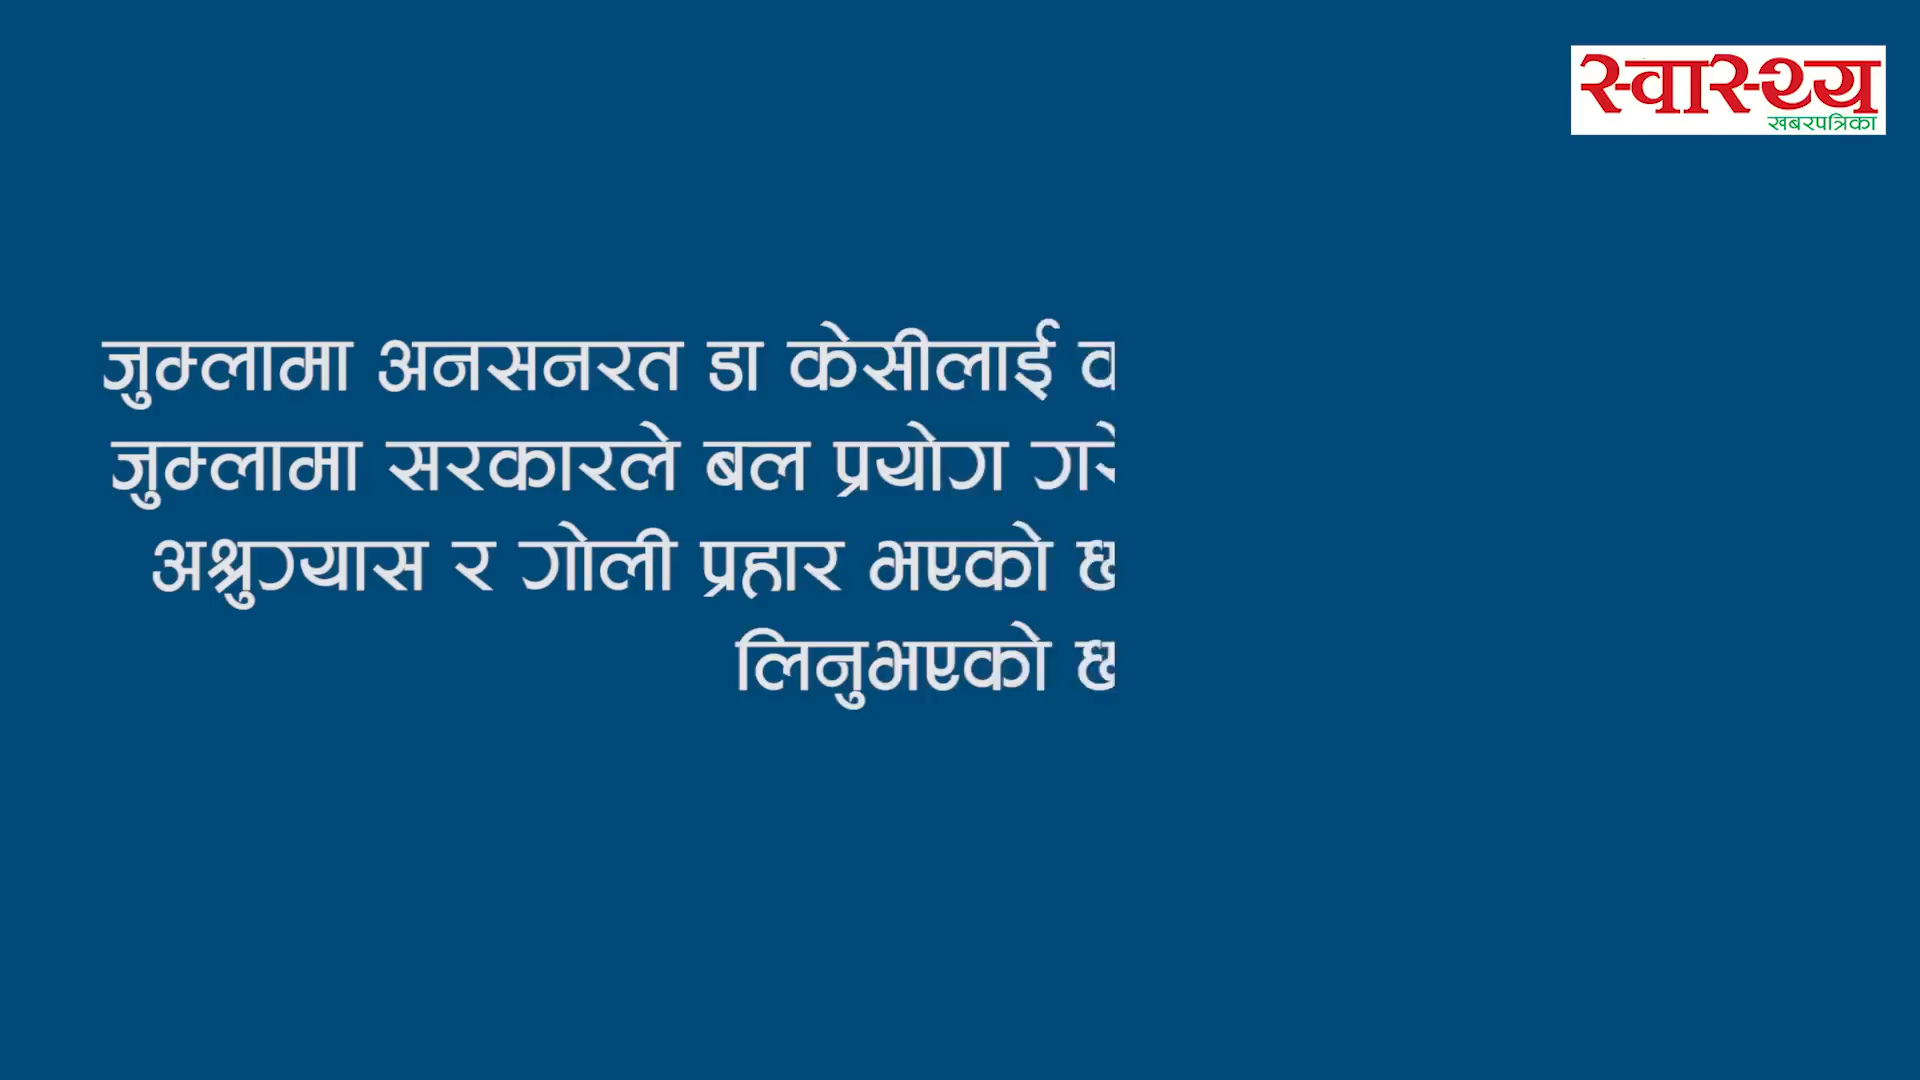 स्वास्थ्य
खबरपत्रिका
जुम्लामा अनसनरत डा केसीलाई
जुम्लामा सरकारले बल प्रयोग
अश्रुग्यास र गोली प्रहार भएको
लिनुभएको